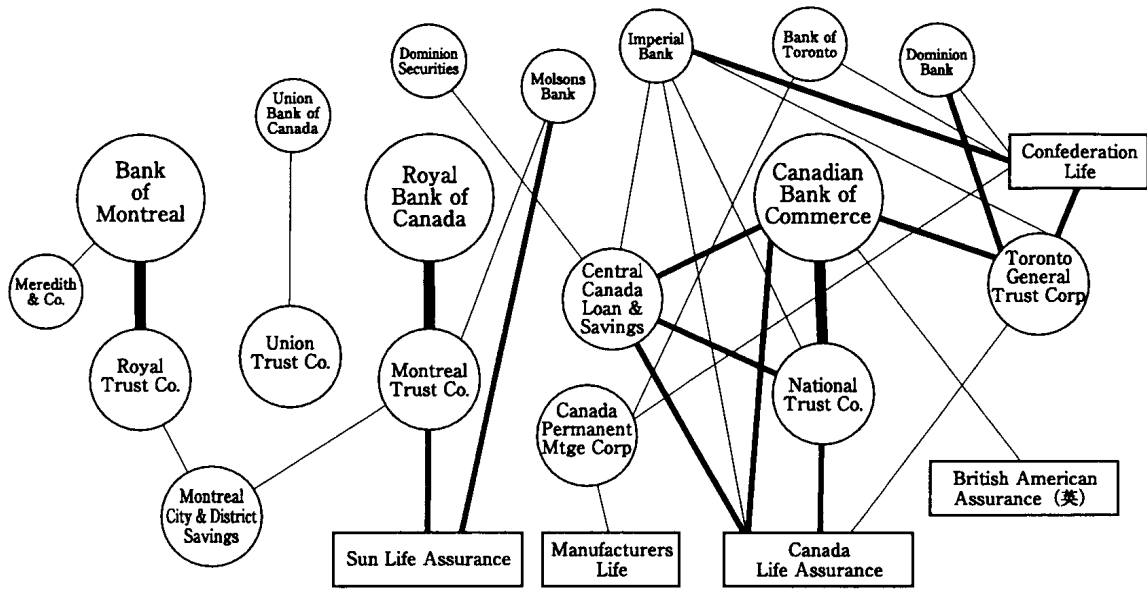 Dominion
Securities
Molsons
Bank
Imperial
Bank
Bank of
Toronto
Dominion
Bank
Union
Bank of
Canada
Bank
of
Montreal
Royal
Bank of
Canada
Canadian
Bank of
Commerce
Confederation
Life
Meredith
& Co.
Central
Canada
Loan &
Savings
Toronto
General
Trust Corp
Royal
Trust Co.
Union
Trust Co.
Montreal
Trust Co.
National
Trust Co.
Canada
Permanent
Mtge Corp
Montreal
City & District
Savings
British American
Assurance (英)
Sun Life Assurance
Manufacturers
Life
Canada
Life Assurance